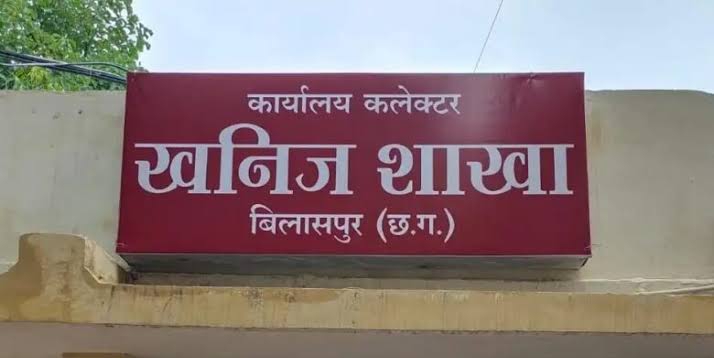 कार्यालय कलेक्टर
खनिज शाखा
बिलासपुर (छ.ग.)